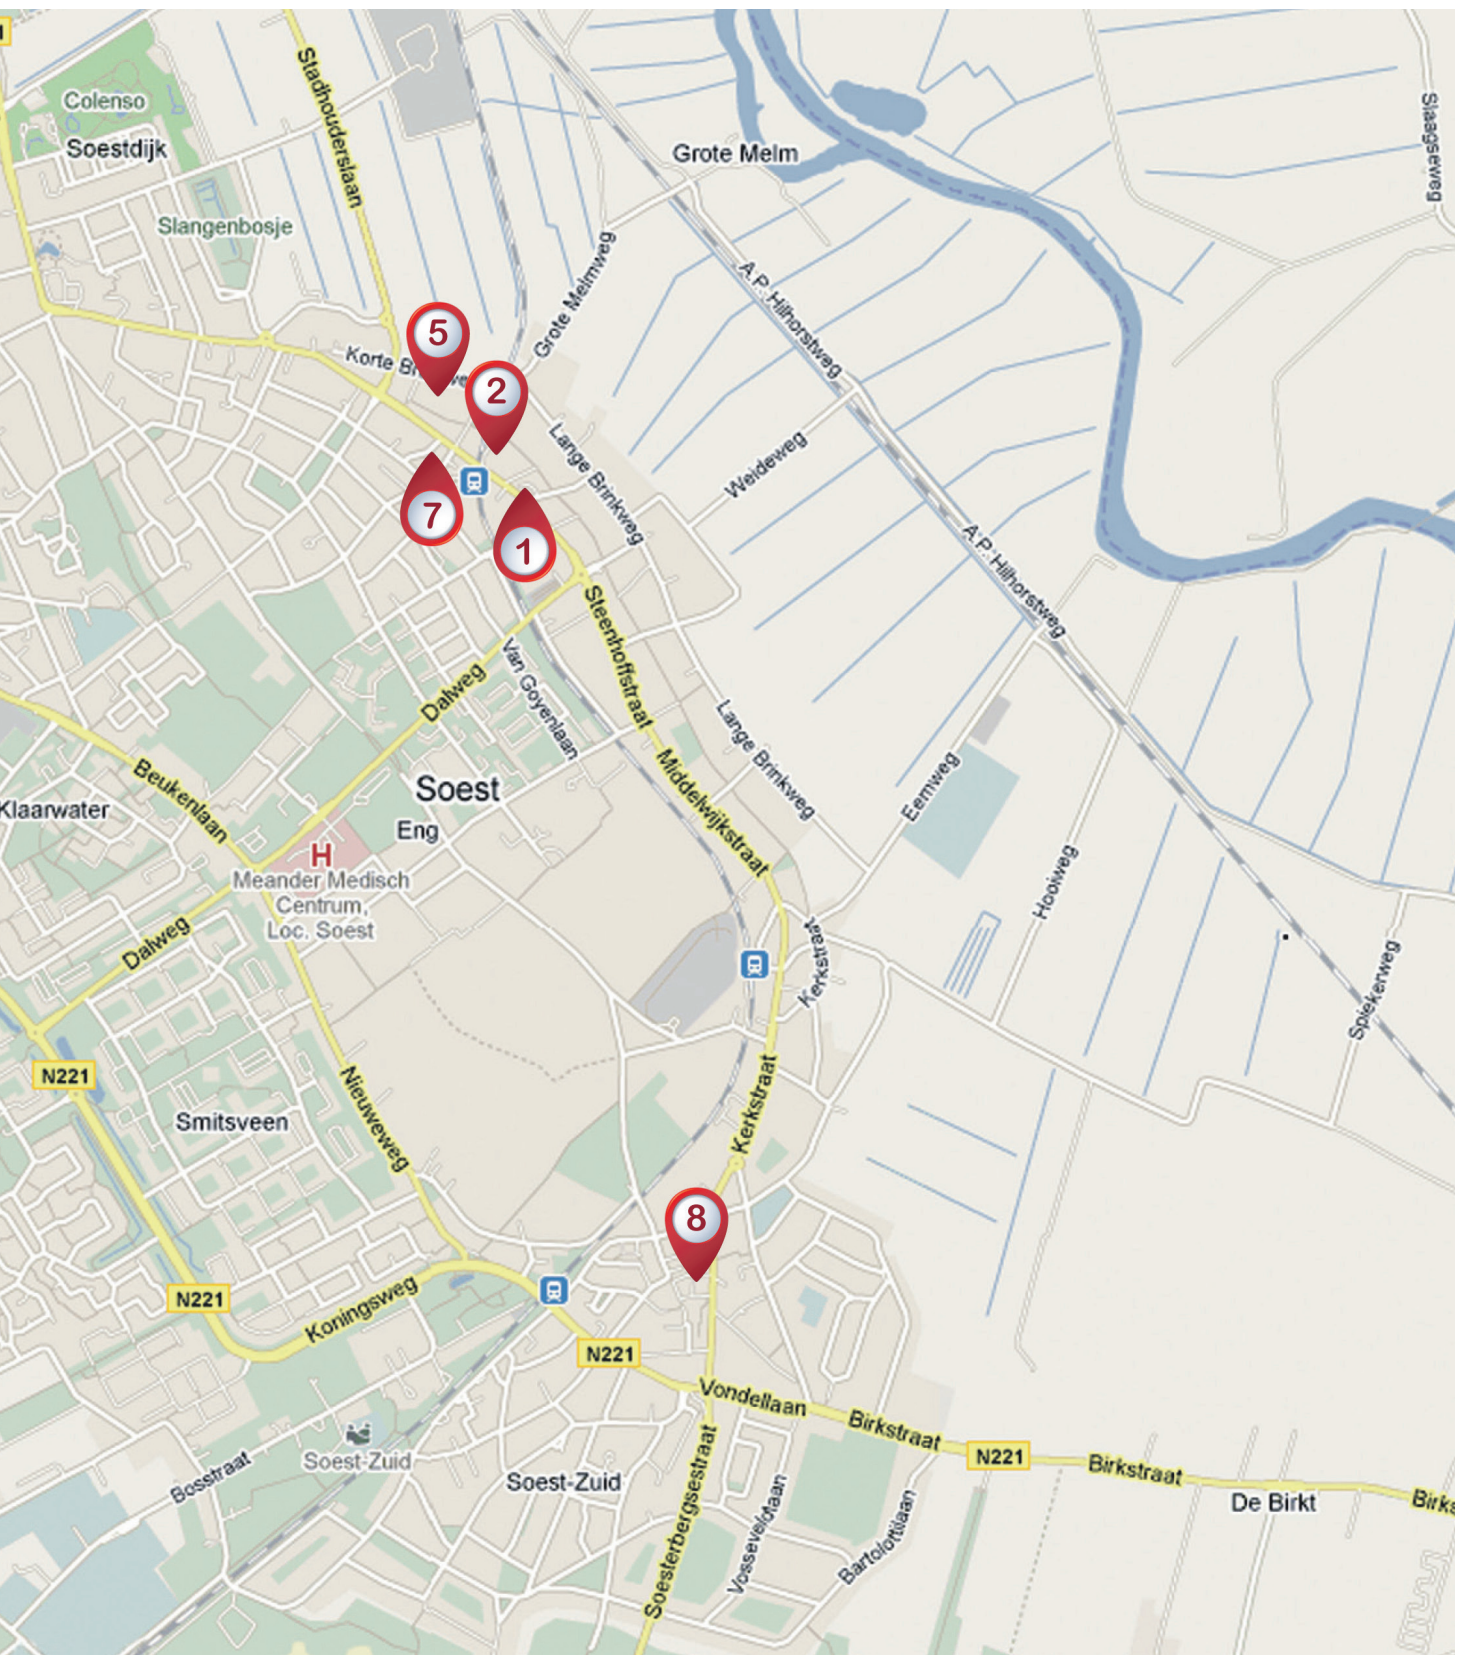 1
Stadhouderslaan
Colenso
Soestdijk
Slaagseweg
Grote Melm
Slangenbosje
Grote Melmweg
A.P. Hilhorstweg
5
Korte
2
Lange Brinkweg
Weideweg
7
1
A.P. Hilhorstweg
Steenhoffstraat
Van Goyenlaan
Dalweg
Lange Brinkweg
Beukenlaan
Middelwijkstraat
Eemweg
Soest
Klaarwater
Eng
H
Meander Medisch
Centrum,
Loc. Soest
Hooiweg
Dalweg
Kerkstraat
Spiekerweg
N221
Nieuweweg
Kerkstraat
Smitsveen
8
N221
Koningsweg
N221
Vondellaan
Birkstraat
N221
Birkstraat
Soest-Zuid
Bosstraat
Soest-Zuid
De Birkt
Birks
Soesterbergsestraat
Vosseveldlaan
Bartolottilaan